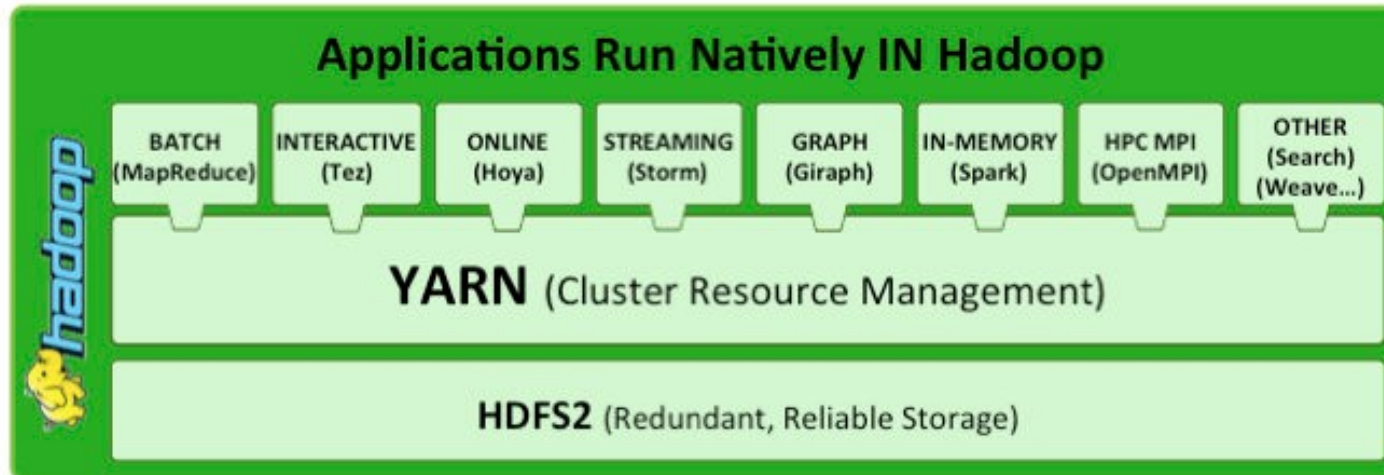 Applications Run Natively IN Hadoop
hadoop
BATCH
(MapReduce)
INTERACTIVE
(Tez)
ONLINE
(Hoya)
STREAMING
(Storm)
GRAPH
(Giraph)
IN-MEMORY
(Spark)
HPC MPI
(OpenMPI)
OTHER
(Search)
(Weave...)
YARN (Cluster Resource Management)
HDFS2 (Redundant, Reliable Storage)